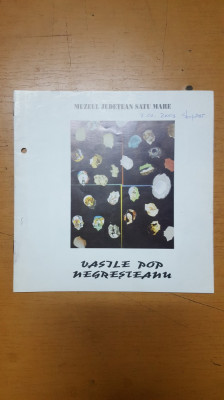 MUZEUL JUDEȚEAN SATU MARE
VASILE POP
NEGREȘTEANU